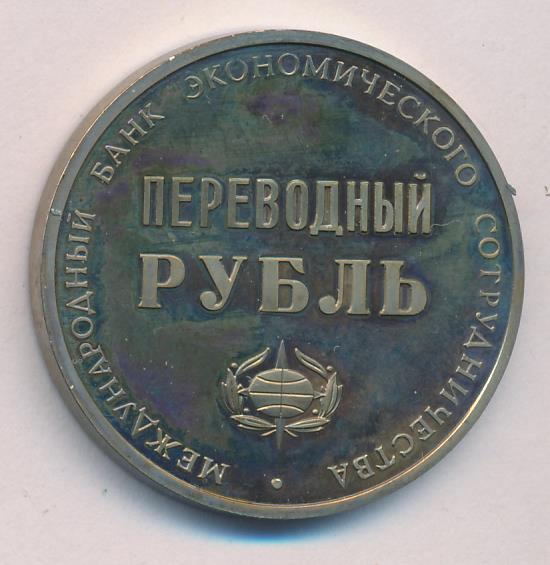 МЕЖДУНАРОДНЫЙ БАНК ЭКОНОМИЧЕСКОГО СОТРУДНИЧЕСТВА
ПЕРЕВОДНЫЙ
РУБЛЬ